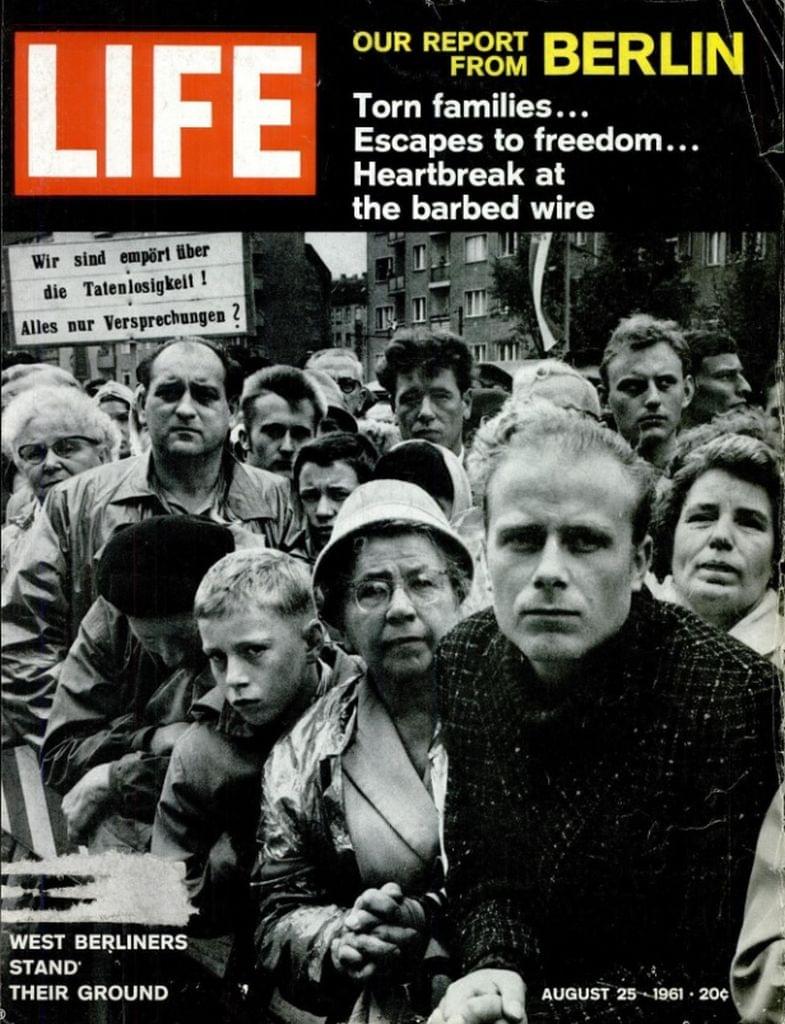 LIFE
OUR REPORT
FROM BERLIN
Torn families...
Escapes to freedom...
Heartbreak at
the barbed wire
Wir sind empört über
die Tatenlosigkeit !
Alles nur Versprechungen ?
WEST BERLINERS
STAND
THEIR GROUND
AUGUST 25 · 1961 · 20¢